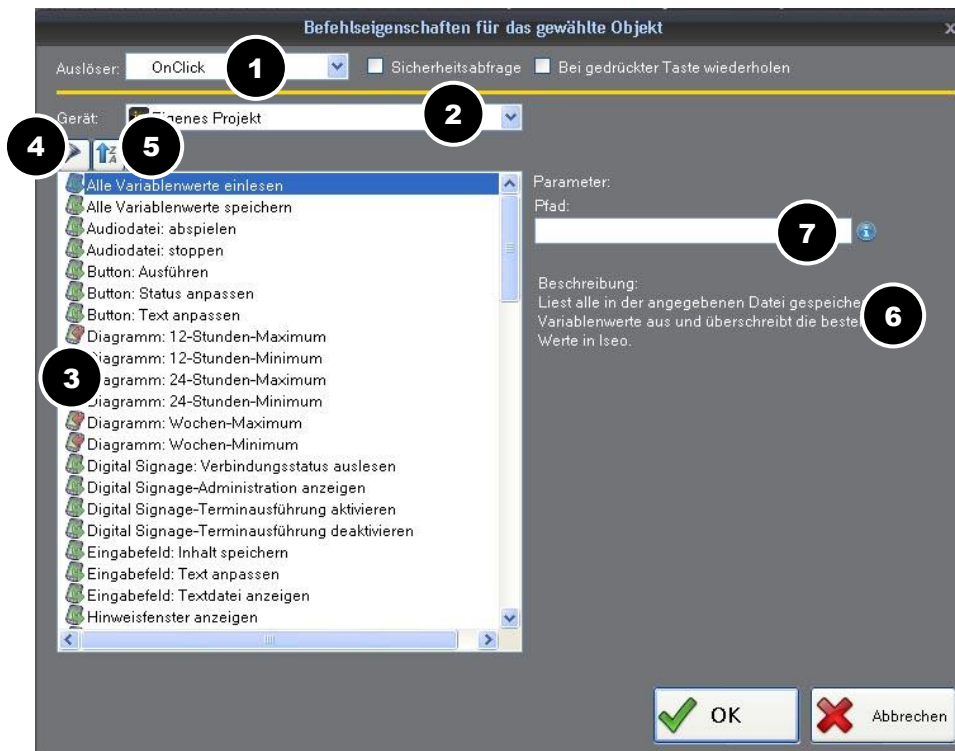 Befehlseigenschaften für das gewählte Objekt
x
Auslöser: OnClick 1 Sicherheitsabfrage Bei gedrückter Taste wiederholen
Gerät: Eigenes Projekt 2
4 5
Alle Variablenwerte einlesen
Alle Variablenwerte speichern
Audiodatei: abspielen
Audiodatei: stoppen
Button: Ausführen
Button: Status anpassen
Button: Text anpassen
Diagramm: 12-Stunden-Maximum
Diagramm: 12-Stunden-Minimum
3 Diagramm: 24-Stunden-Maximum
Diagramm: 24-Stunden-Minimum
Diagramm: Wochen-Maximum
Diagramm: Wochen-Minimum
Digital Signage: Verbindungsstatus auslesen
Digital Signage-Administration anzeigen
Digital Signage-Terminausführung aktivieren
Digital Signage-Terminausführung deaktivieren
Eingabefeld: Inhalt speichern
Eingabefeld: Text anpassen
Eingabefeld: Textdatei anzeigen
Hinweisfenster anzeigen
Parameter:
Pfad:
7
Beschreibung:
Liest alle in der angegebenen Datei
Variablenwerte aus und überschreibt die 6
Werte in Iseo.
OK
Abbrechen